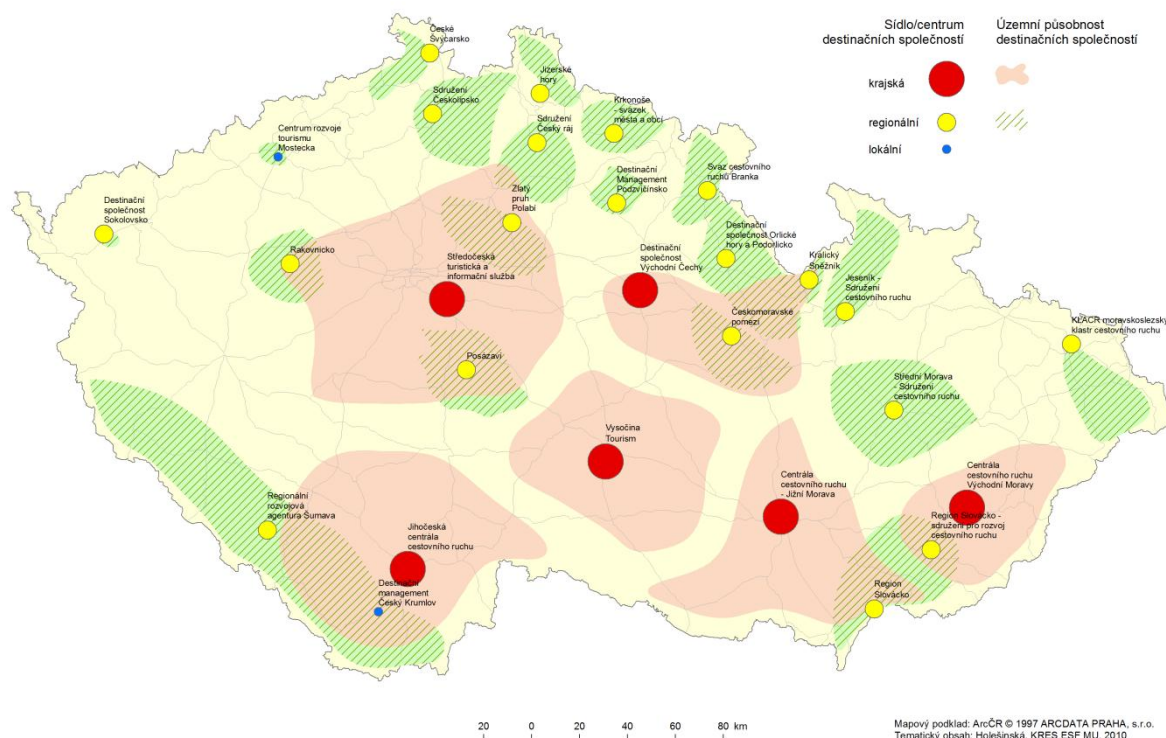 Sídlo/centrum
destinačních společností
Územní působnost
destinačních společností
krajská
regionální
lokální
České
Švýcarsko
Jizerské
hory
Sdružení
Českolipsko
Krkonoše
- svazek
města a obcí
Sdružení
Český ráj
Centrum rozvoje
tourismu
Mostecka
Destinační
Management
Podzvičínsko
Svaz cestovního
ruchu Branka
Zlatý
pruh
Polabí
Destinační
společnost
Sokolovsko
Destinační
společnost Orlické
hory a Podorlicko
Rakovnicko
Středočeská
turistická a
informační služba
Destinační
společnost
Východní Čechy
Králický
Sněžník
Jeseník -
Sdružení
cestovního ruchu
Českomoravské
pomezí
KLACR moravskoslezský
klastr cestovního ruchu
Posázaví
Střední Morava
- Sdružení
cestovního ruchu
Vysočina
Tourism
Centrála
cestovního ruchu
- Jižní Morava
Centrála
cestovního ruchu
Východní Moravy
Regionální
rozvojová
agentura Šumava
Jihočeská
centrála
cestovního ruchu
Region Slovácko -
sdružení pro rozvoj
cestovního ruchu
Destinační
management
Český Krumlov
Region
Slovácko
20 0 20 40 60 80 km
Mapový podklad: ArcČR © 1997 ARCDATA PRAHA, s.r.o.
Tematický obsah: Holešinská, KRES ESF MU, 2010